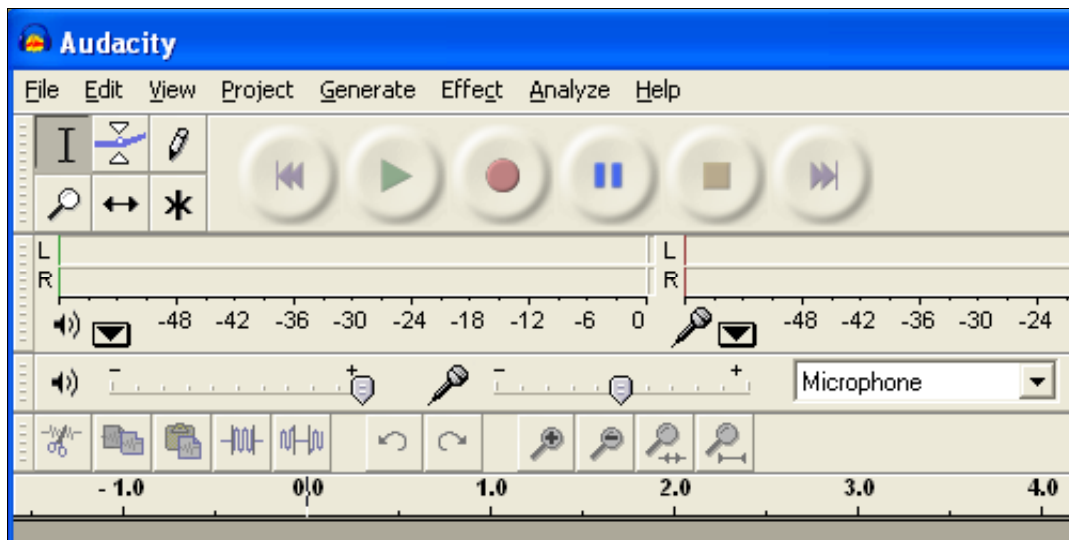 Audacity
File Edit View Project Generate Effect Analyze Help
L L
R R
-48 -42 -36 -30 -24 -18 -12 -6 0 -48 -42 -36 -30 -24
- + - + Microphone
- 1.0 0.0 1.0 2.0 3.0 4.0